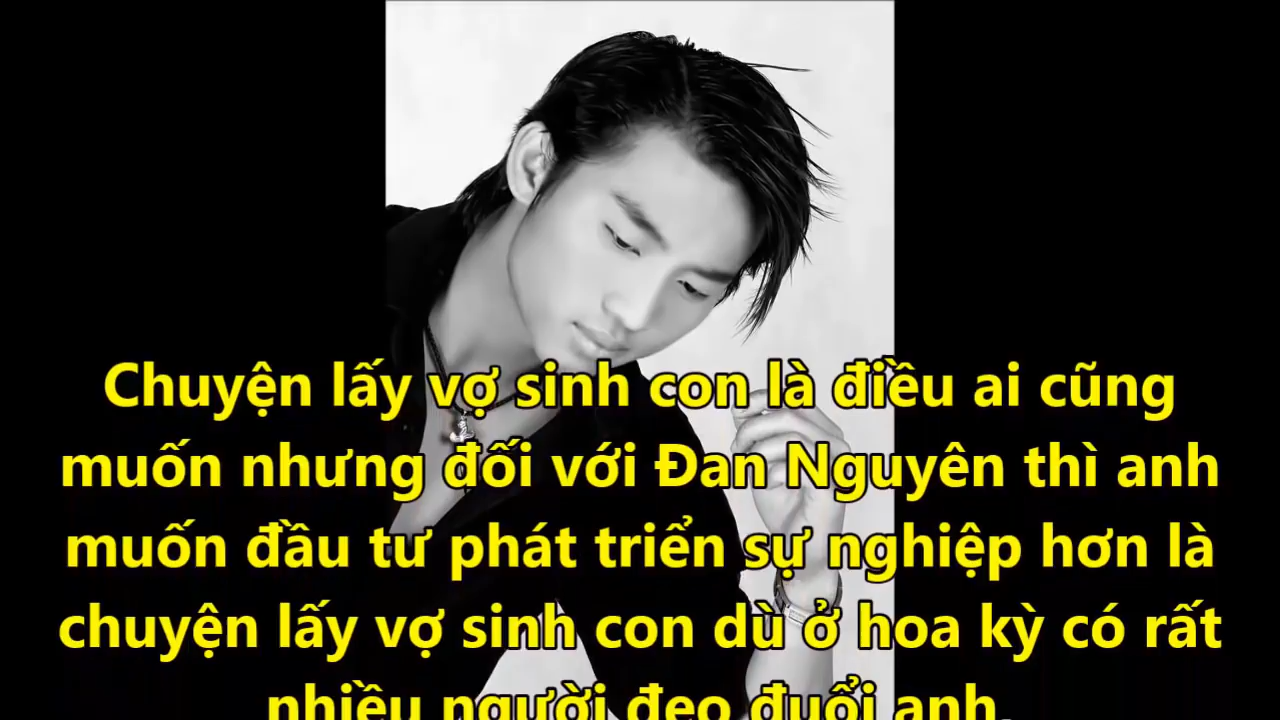 Chuyện lấy vợ sinh con là điều ai cũng
muốn nhưng đối với Đan Nguyên thì anh
muốn đầu tư phát triển sự nghiệp hơn là
chuyện lấy vợ sinh con dù ở hoa kỳ có rất
nhiều người đeo đuổi anh.